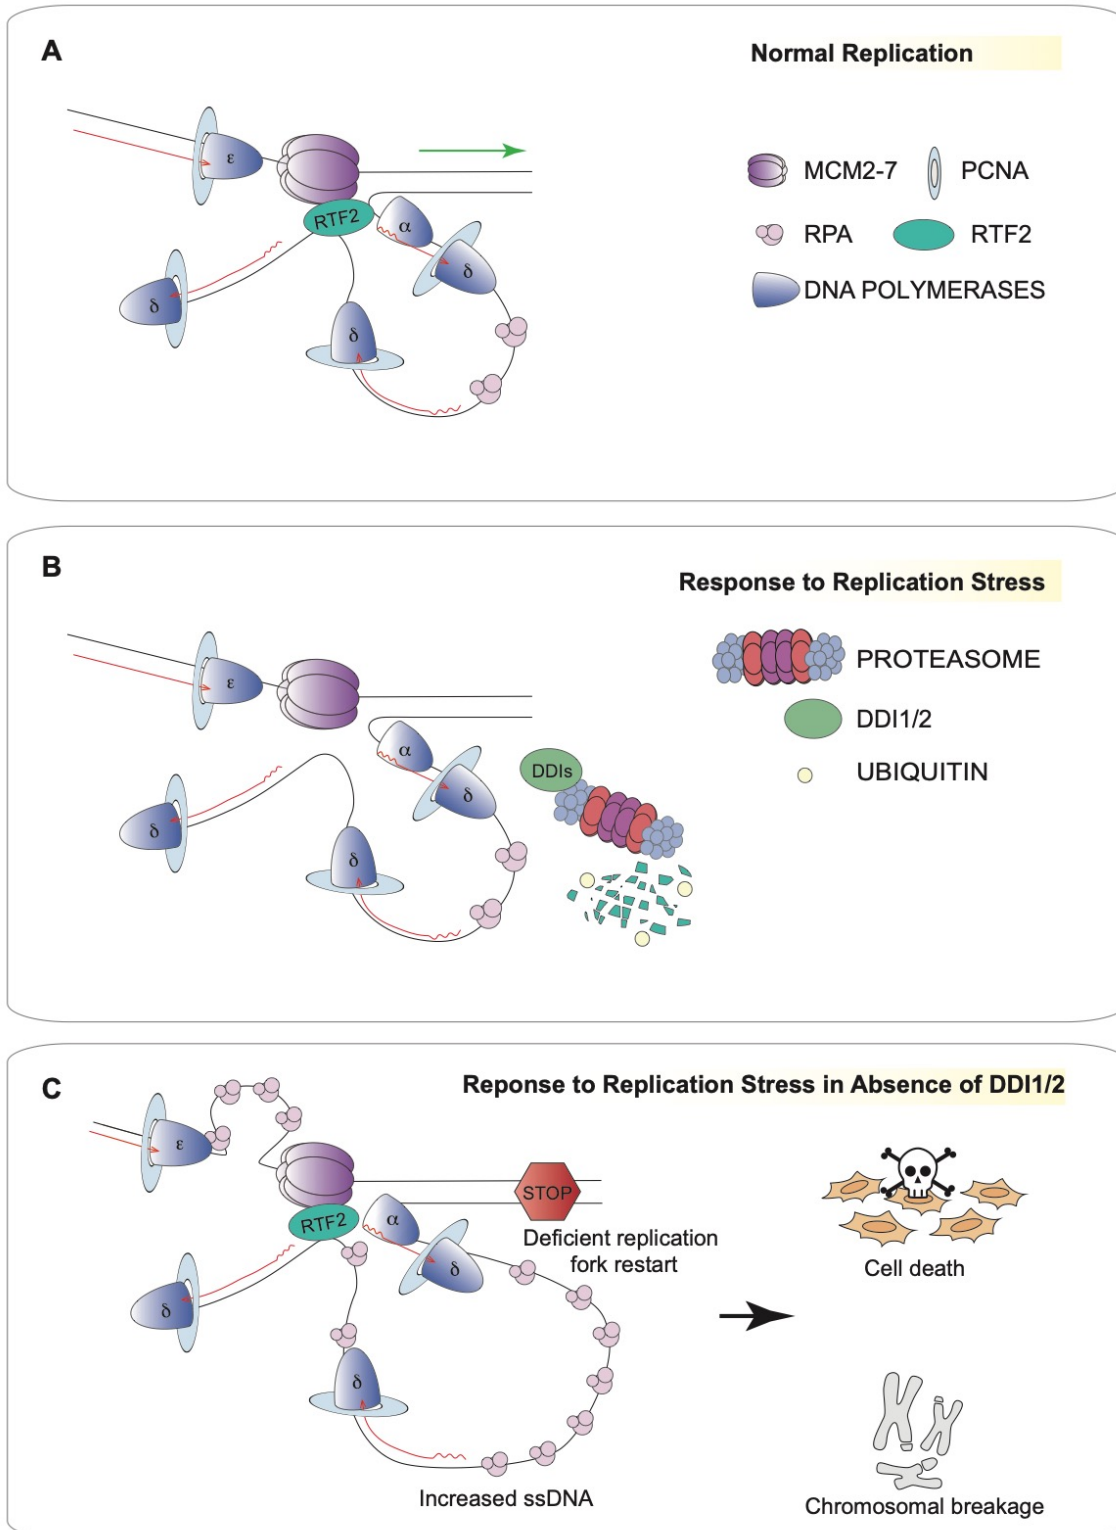 A
Normal Replication
ε
MCM2-7
PCNA
RTF2
α
RPA
RTF2
δ
δ
DNA POLYMERASES
δ
B
Response to Replication Stress
ε
PROTEASOME
DDI1/2
α
DDIs
UBIQUITIN
δ
δ
δ
C
Reponse to Replication Stress in Absence of DDI1/2
ε
STOP
RTF2
α
Deficient replication
fork restart
Cell death
δ
δ
δ
Increased ssDNA
Chromosomal breakage